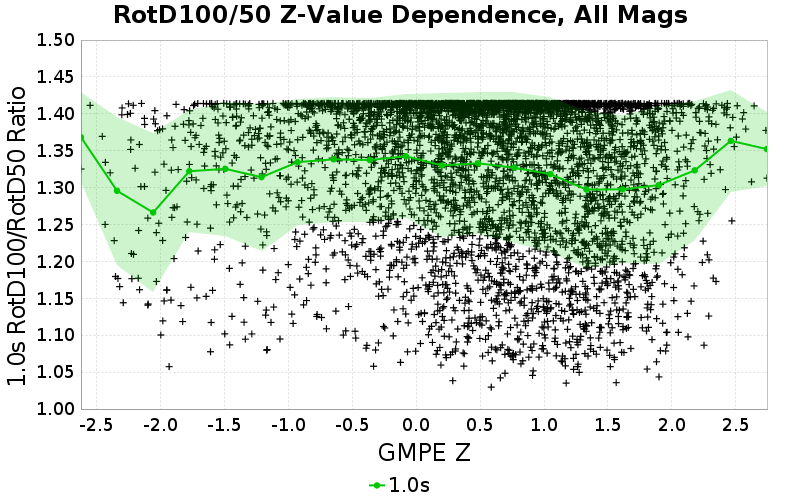 RotD100/50 Z-Value Dependence, All Mags
1.0s RotD100/RotD50 Ratio
1.50
1.45
1.40
1.35
1.30
1.25
1.20
1.15
1.10
1.05
1.00
-2.5 -2.0 -1.5 -1.0 -0.5 0.0 0.5 1.0 1.5 2.0 2.5
GMPE Z
1.0s